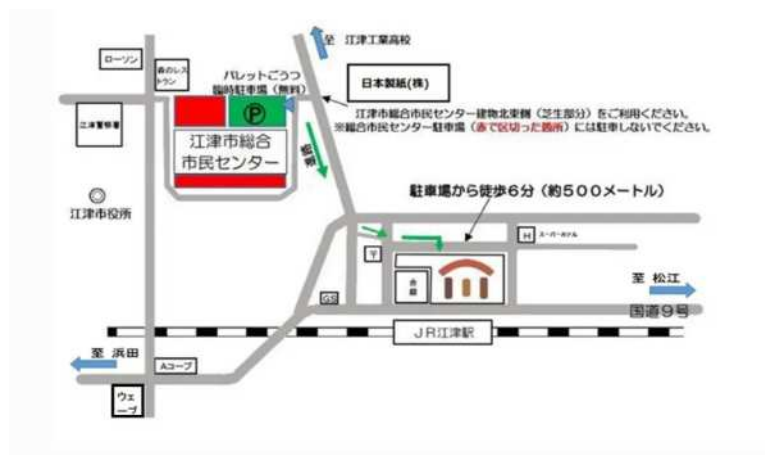 至 江津工業高校
ローソン
森のレス
トラン
パレットごうつ
臨時駐車場（無料）
日本製紙(株)
P
江津市総合市民センター建物北東側（芝生部分）をご利用ください。
※総合市民センター駐車場（赤で区切った箇所）には駐車しないでください。
江津警察署
江津市総合
市民センター
進路
江津市役所
駐車場から徒歩６分（約５００メートル）
H
スーパーホテル
〒
合銀
至 松江
GS
国道９号
ＪＲ江津駅
至 浜田
Aコープ
ウェ
ーブ